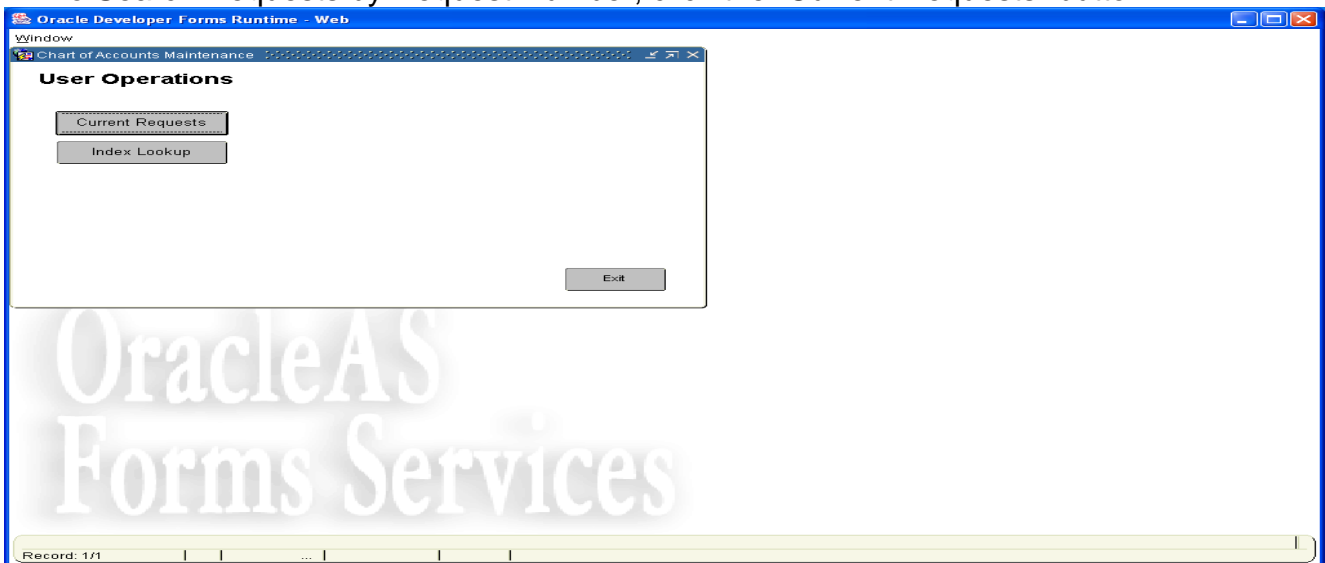 Oracle Developer Forms Runtime - Web
Window
Chart of Accounts Maintenance
User Operations
Current Requests
Index Lookup
Exit
OracleAS
Forms Services
Record: 1/1
...